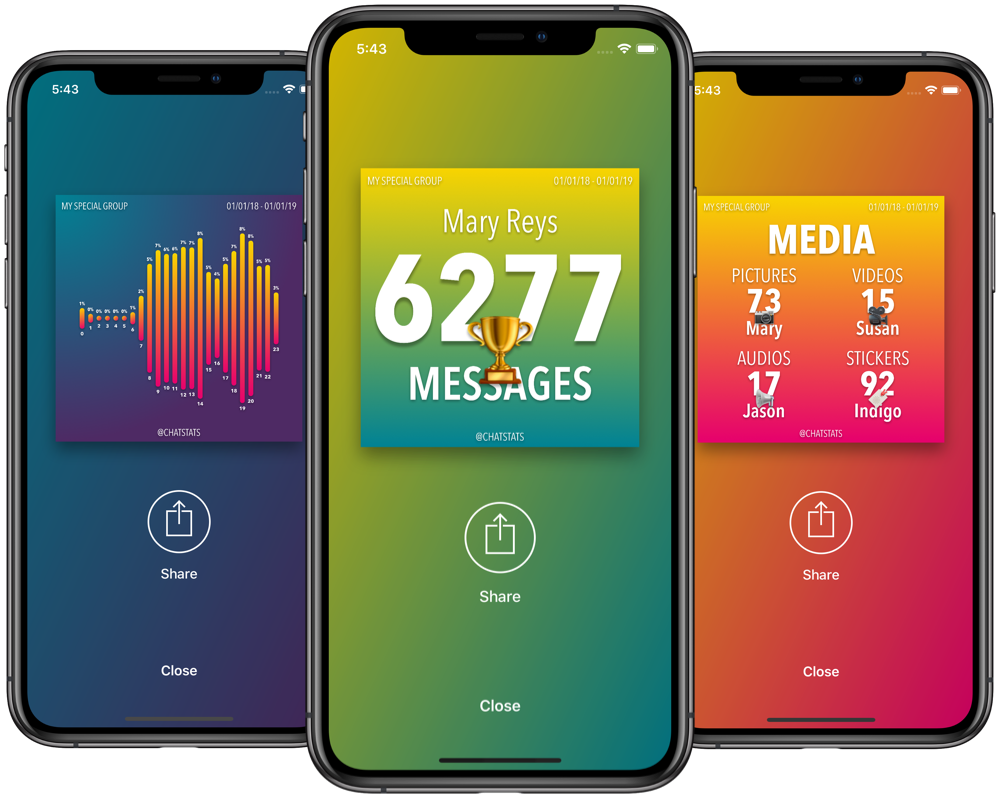 5:43
MY SPECIAL GROUP 01/01/18 - 01/01/19
1% 0% 0% 0% 0% 0% 1% 2% 5% 7% 6% 6% 7% 7% 8% 4% 5% 7% 8% 8% 5% 5% 3%
0 1 2 3 4 5 6 7 8 9 10 11 12 13 14 15 16 17 18 19 20 21 22 23
@CHATSTATS
Share
Close
5:43
MY SPECIAL GROUP 01/01/18 - 01/01/19
Mary Reys
6277
MESSAGES
@CHATSTATS
Share
Close
5:43
MY SPECIAL GROUP 01/01/18 - 01/01/19
MEDIA
PICTURES VIDEOS
73 15
Mary Susan
AUDIOS STICKERS
17 92
Jason Indigo
@CHATSTATS
Share
Close